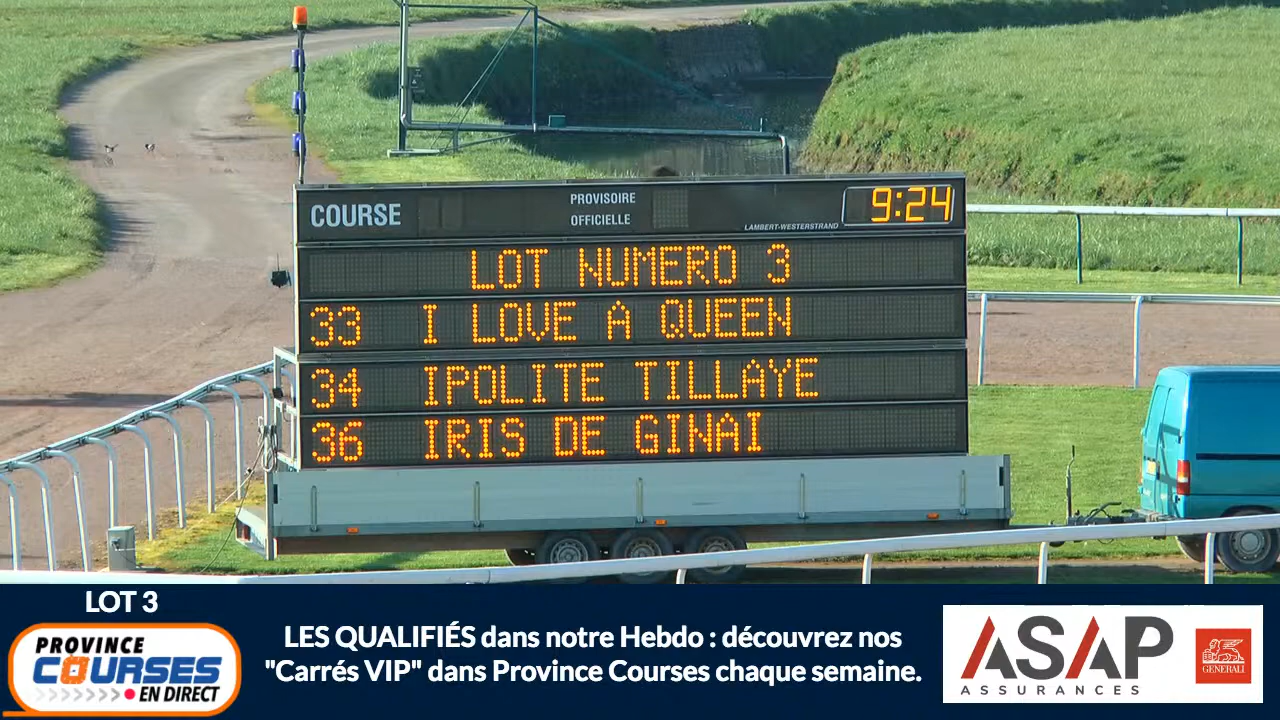 COURSE
PROVISOIRE
OFFICIELLE
LAMBERT-WESTERSTRAND
9:24
LOT NUMERO 3
33 I LOVE A QUEEN
34 IPOLITE TILLAYE
36 IRIS DE GINAI
LOT 3
PROVINCE
COURSES
EN DIRECT
LES QUALIFIÉS dans notre Hebdo : découvrez nos
"Carrés VIP" dans Province Courses chaque semaine.
ASAP
ASSURANCES
GENERALI